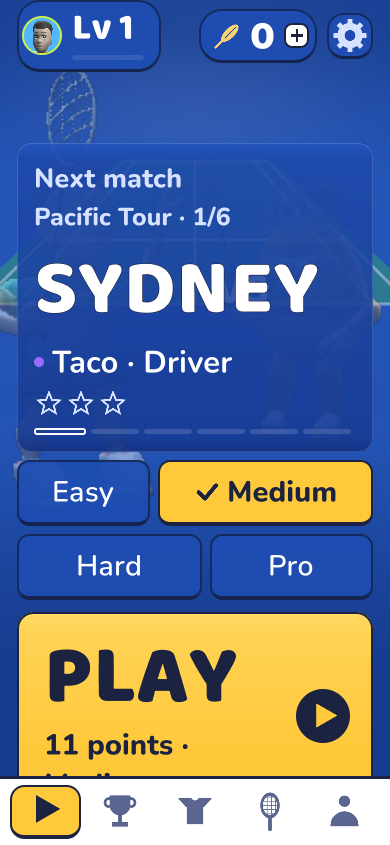 Lv 1
0
Next match
Pacific Tour · 1/6
SYDNEY
Taco · Driver
Easy
Medium
Hard
Pro
PLAY
11 points ·